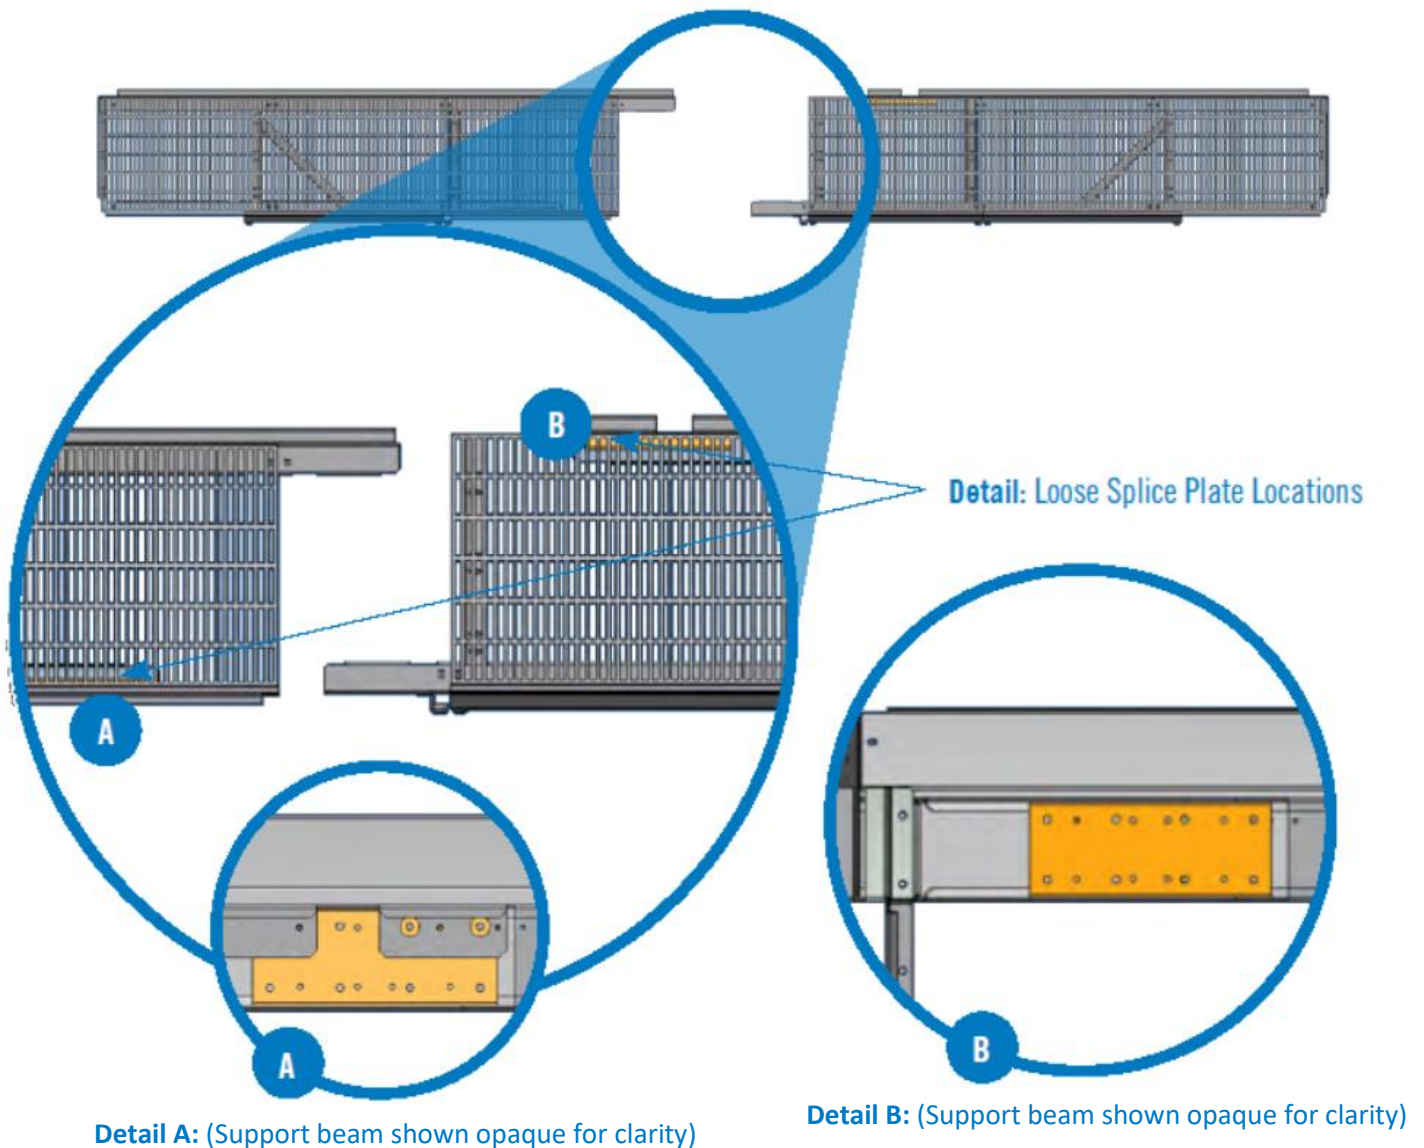 B
Detail: Loose Splice Plate Locations
A
A
B
Detail A: (Support beam shown opaque for clarity)
Detail B: (Support beam shown opaque for clarity)